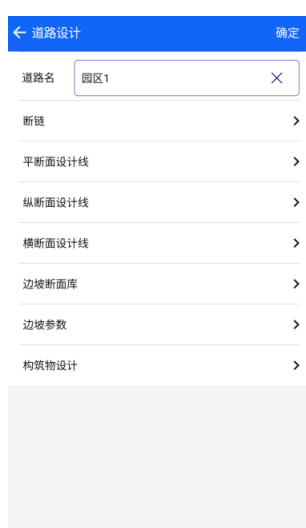 道路设计 确定
道路名 园区1
断链
平断面设计线
纵断面设计线
横断面设计线
边坡断面库
边坡参数
构筑物设计